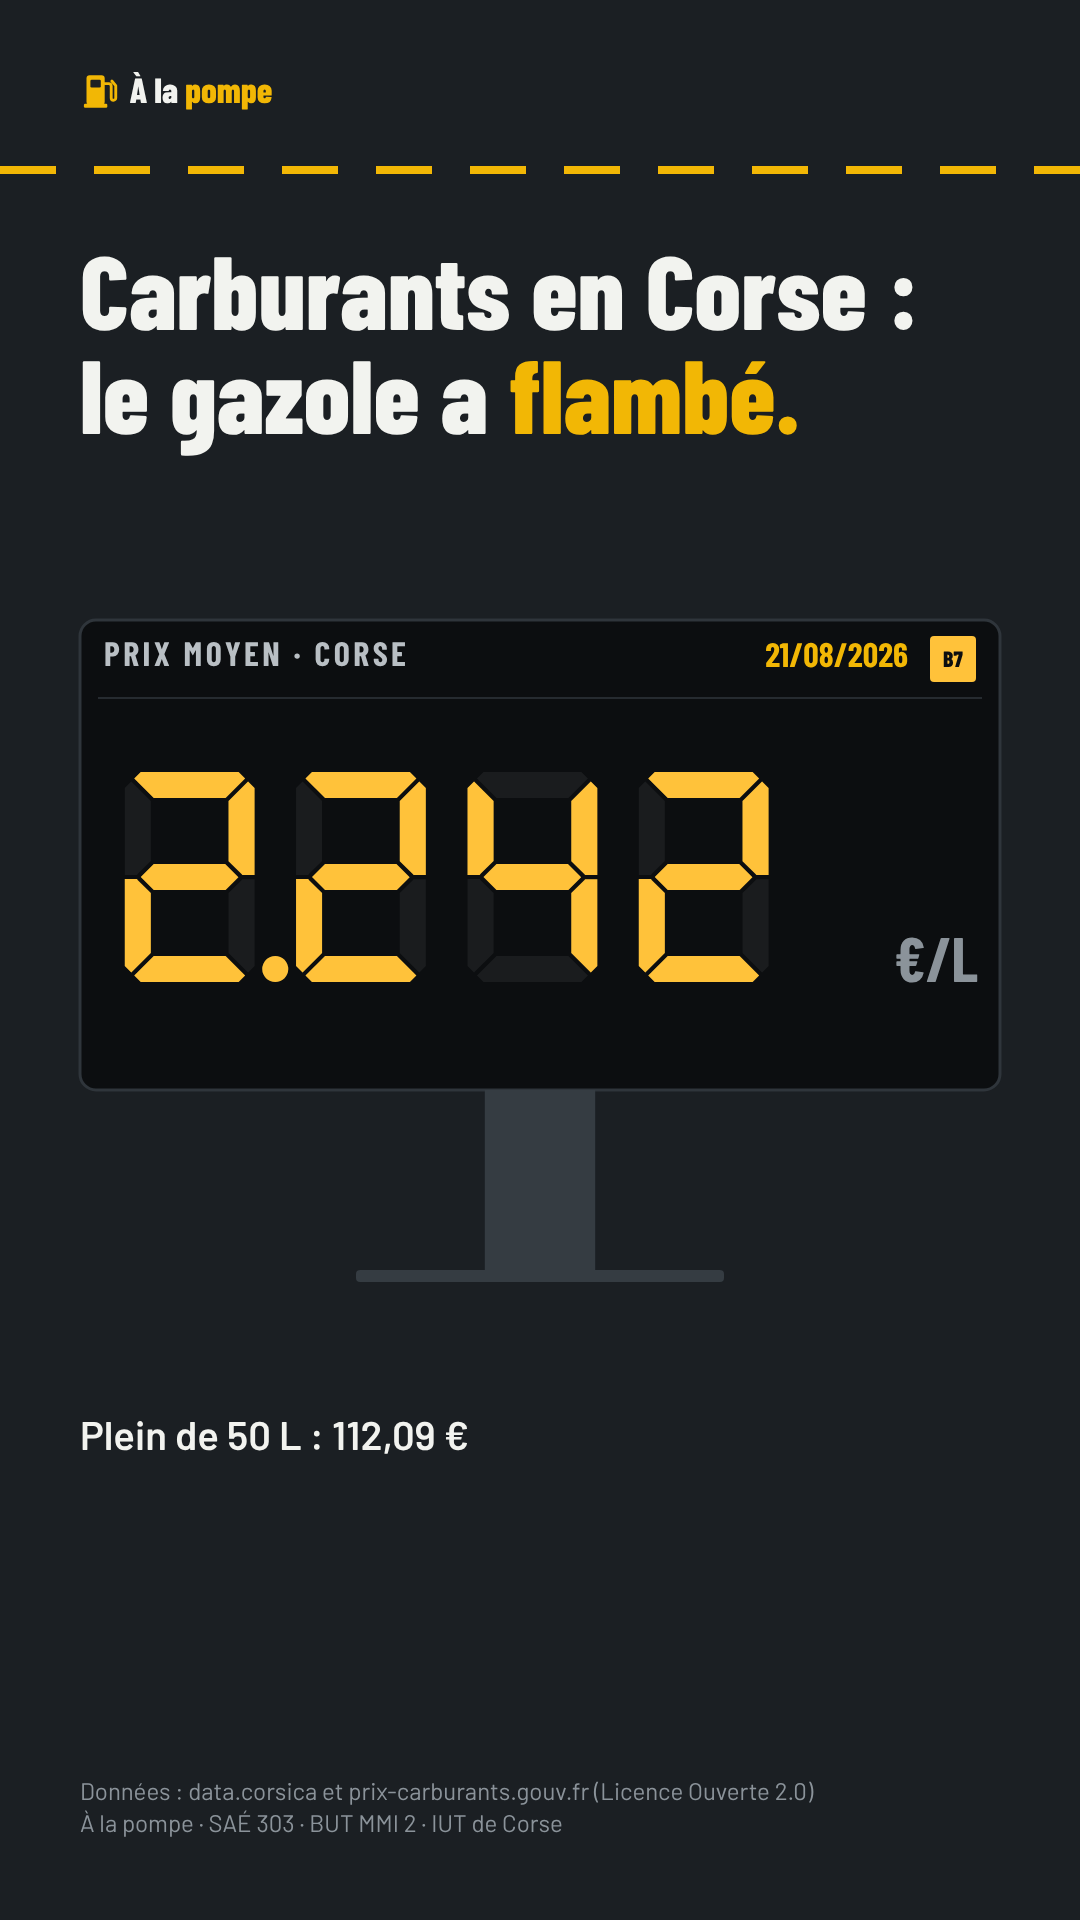 À la pompe
Carburants en Corse :
le gazole a flambé.
PRIX MOYEN · CORSE 21/08/2026 B7
2.242 €/L
Plein de 50 L : 112,09 €
Données : data.corsica et prix-carburants.gouv.fr (Licence Ouverte 2.0)
À la pompe · SAÉ 303 · BUT MMI 2 · IUT de Corse